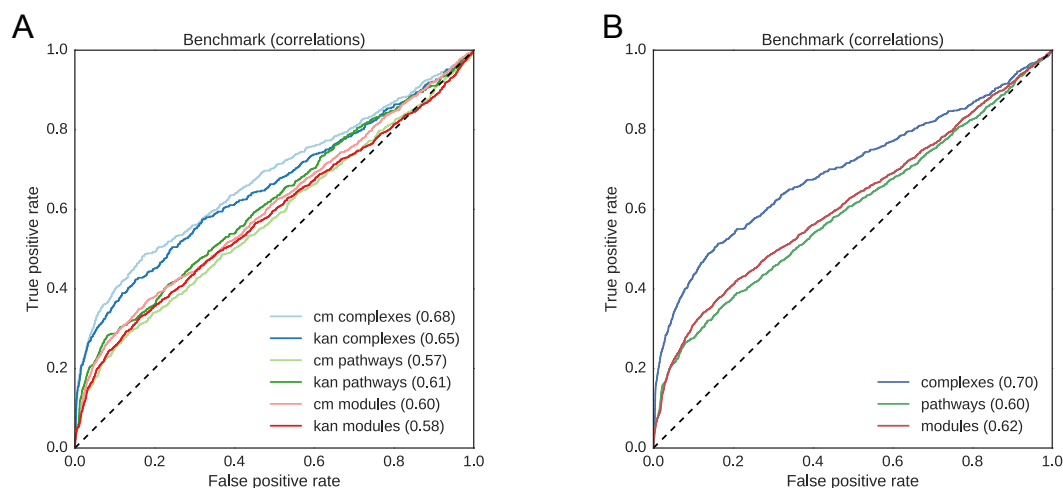 A
Benchmark (correlations)
1.0
0.8
0.6
0.4
0.2
0.0
True positive rate
0.0 0.2 0.4 0.6 0.8 1.0
False positive rate
cm complexes (0.68)
kan complexes (0.65)
cm pathways (0.57)
kan pathways (0.61)
cm modules (0.60)
kan modules (0.58)
B
Benchmark (correlations)
1.0
0.8
0.6
0.4
0.2
0.0
True positive rate
0.0 0.2 0.4 0.6 0.8 1.0
False positive rate
complexes (0.70)
pathways (0.60)
modules (0.62)